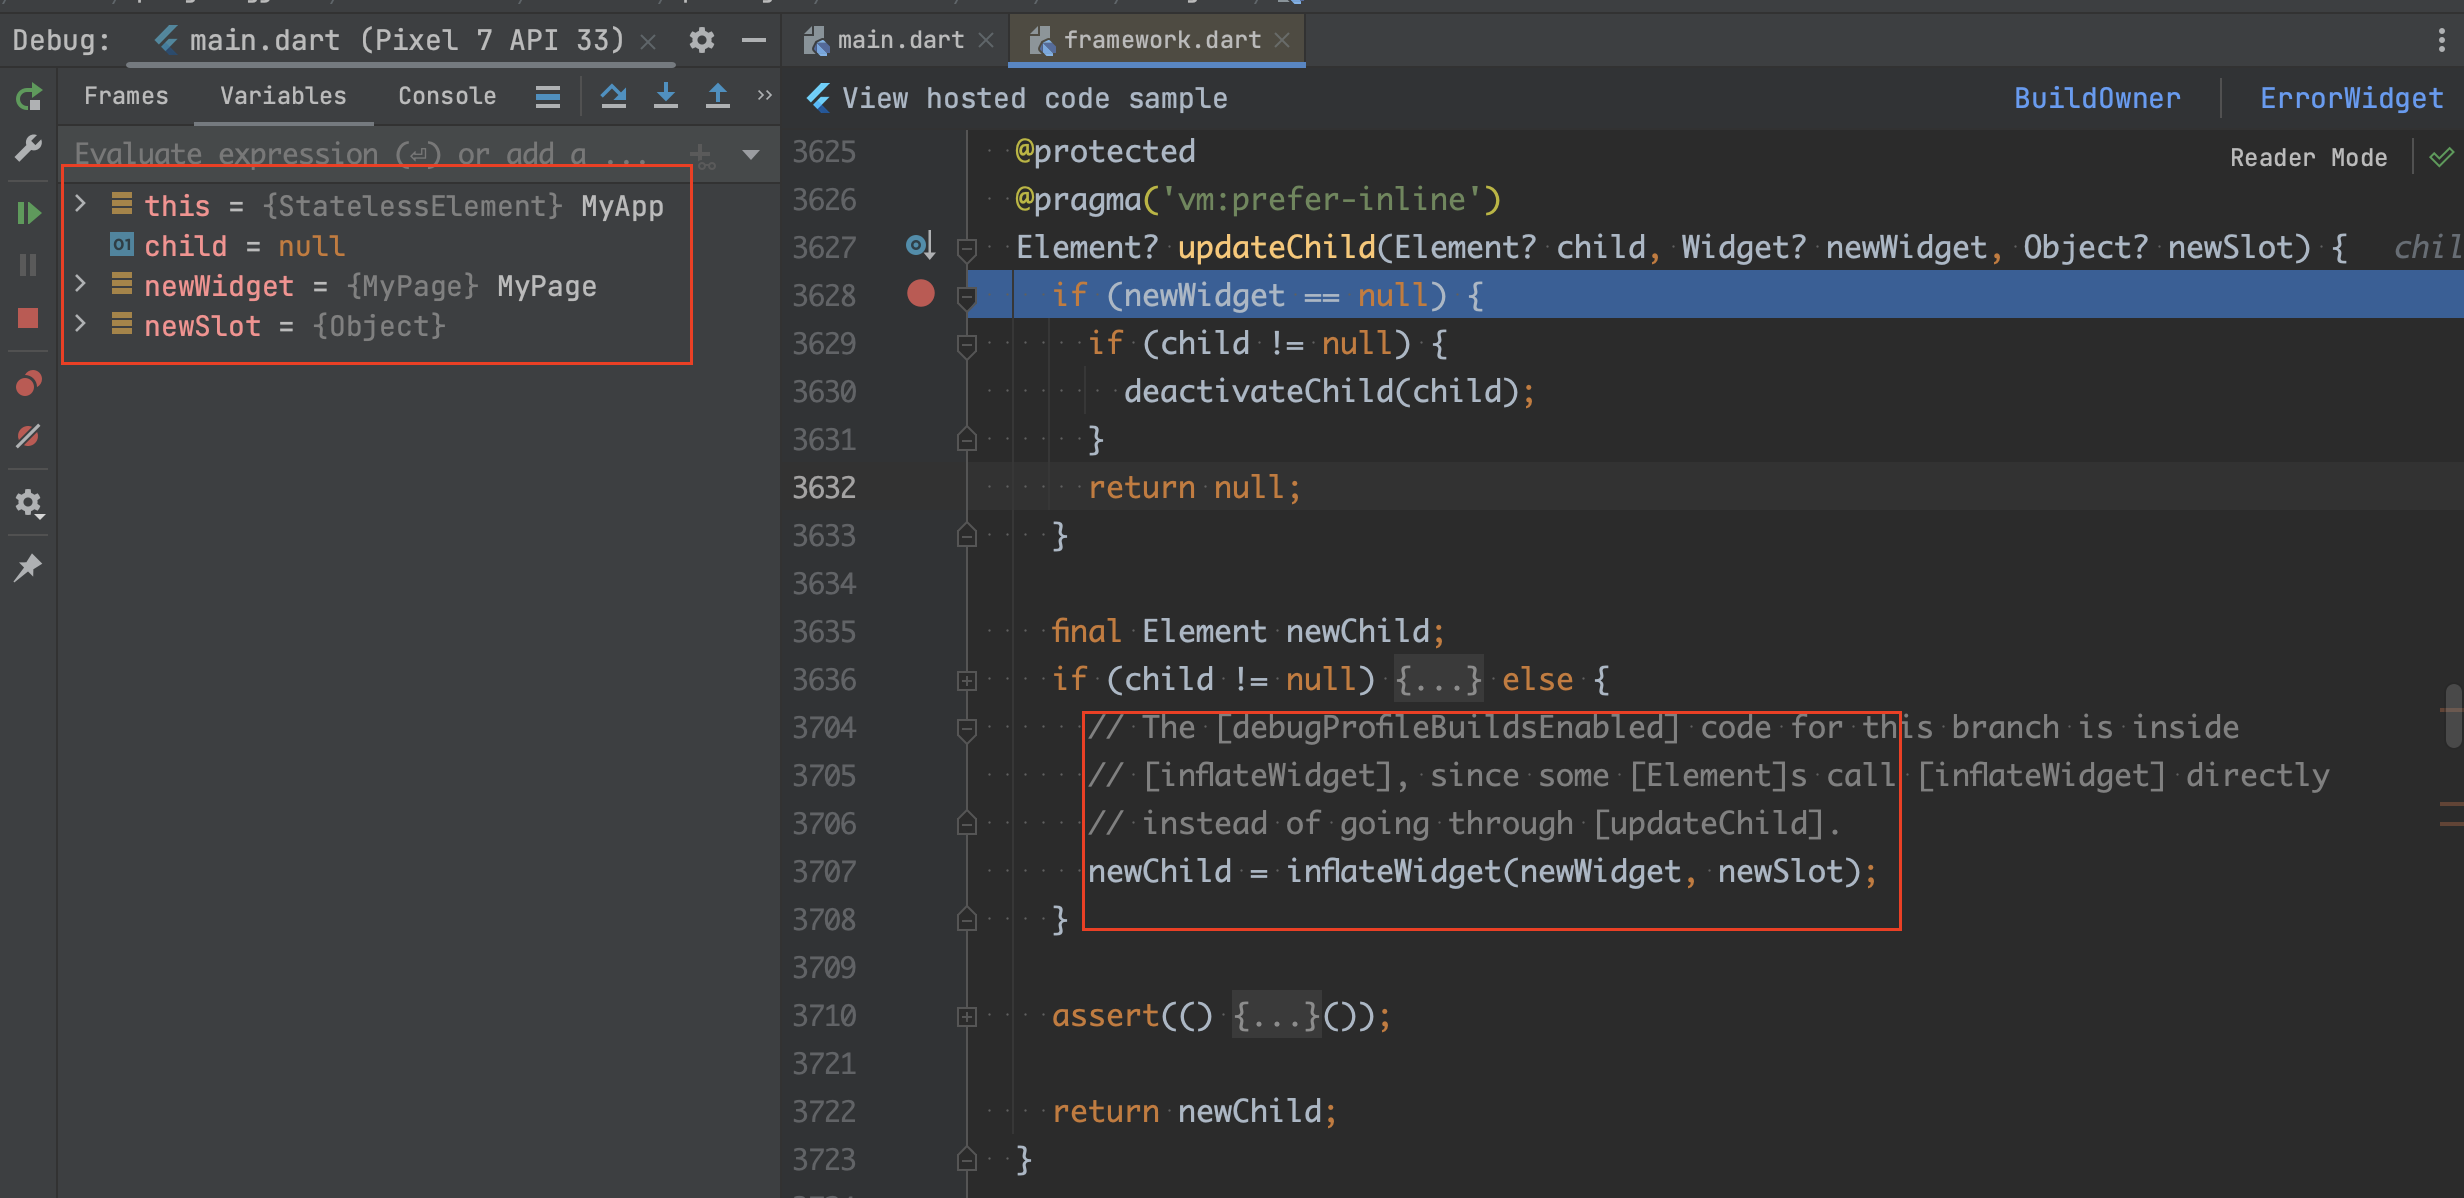 Debug: main.dart (Pixel 7 API 33)
main.dart framework.dart
Frames Variables Console »
View hosted code sample BuildOwner ErrorWidget
Evaluate expression (⏎) or add a ...
Reader Mode
this = {StatelessElement} MyApp
01 child = null
newWidget = {MyPage} MyPage
newSlot = {Object}
3625 @protected
3626 @pragma('vm:prefer-inline')
3627 Element? updateChild(Element? child, Widget? newWidget, Object? newSlot) { chil
3628 if (newWidget == null) {
3629 if (child != null) {
3630 deactivateChild(child);
3631 }
3632 return null;
3633 }
3634
3635 final Element newChild;
3636 if (child != null) {...} else {
3704 // The [debugProfileBuildsEnabled] code for this branch is inside
3705 // [inflateWidget], since some [Element]s call [inflateWidget] directly
3706 // instead of going through [updateChild].
3707 newChild = inflateWidget(newWidget, newSlot);
3708 }
3709
3710 assert(() {...}());
3721
3722 return newChild;
3723 }